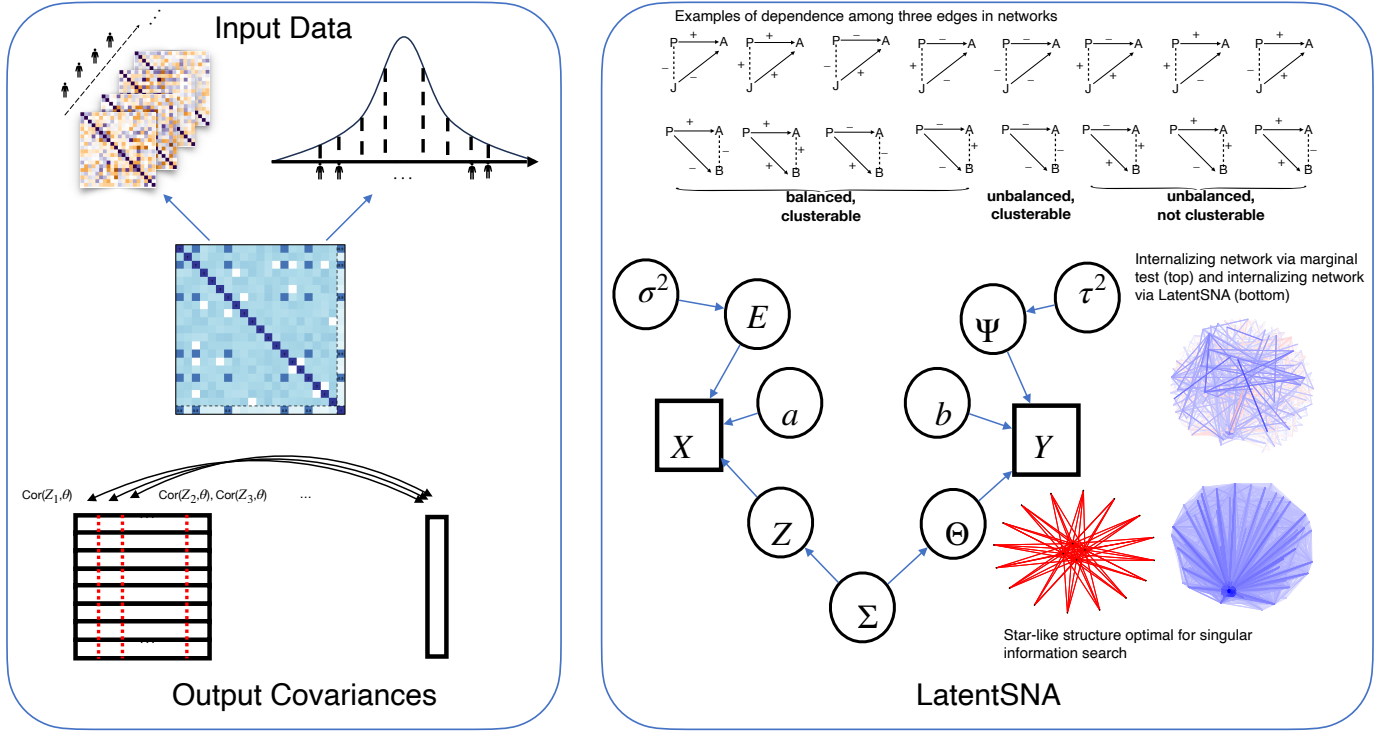 Input Data
...
...
Cor(Z1,θ)
Cor(Z2,θ), Cor(Z3,θ)
...
...
...
Output Covariances
Examples of dependence among three edges in networks
P + A P + A P − A P − A P − A P − A P + A P + A
− − + + − + + − − − + + + − − +
J J J J J J J J
P + A P + A P − A P − A P − A P − A P + A P + A
− − + + + − − + − − + + − + + −
B B B B B B B B
balanced,
clusterable
unbalanced,
clusterable
unbalanced,
not clusterable
σ²
E
a
X
Z
Σ
Θ
Y
b
Ψ
τ²
Internalizing network via marginal
test (top) and internalizing network
via LatentSNA (bottom)
Star-like structure optimal for singular
information search
LatentSNA